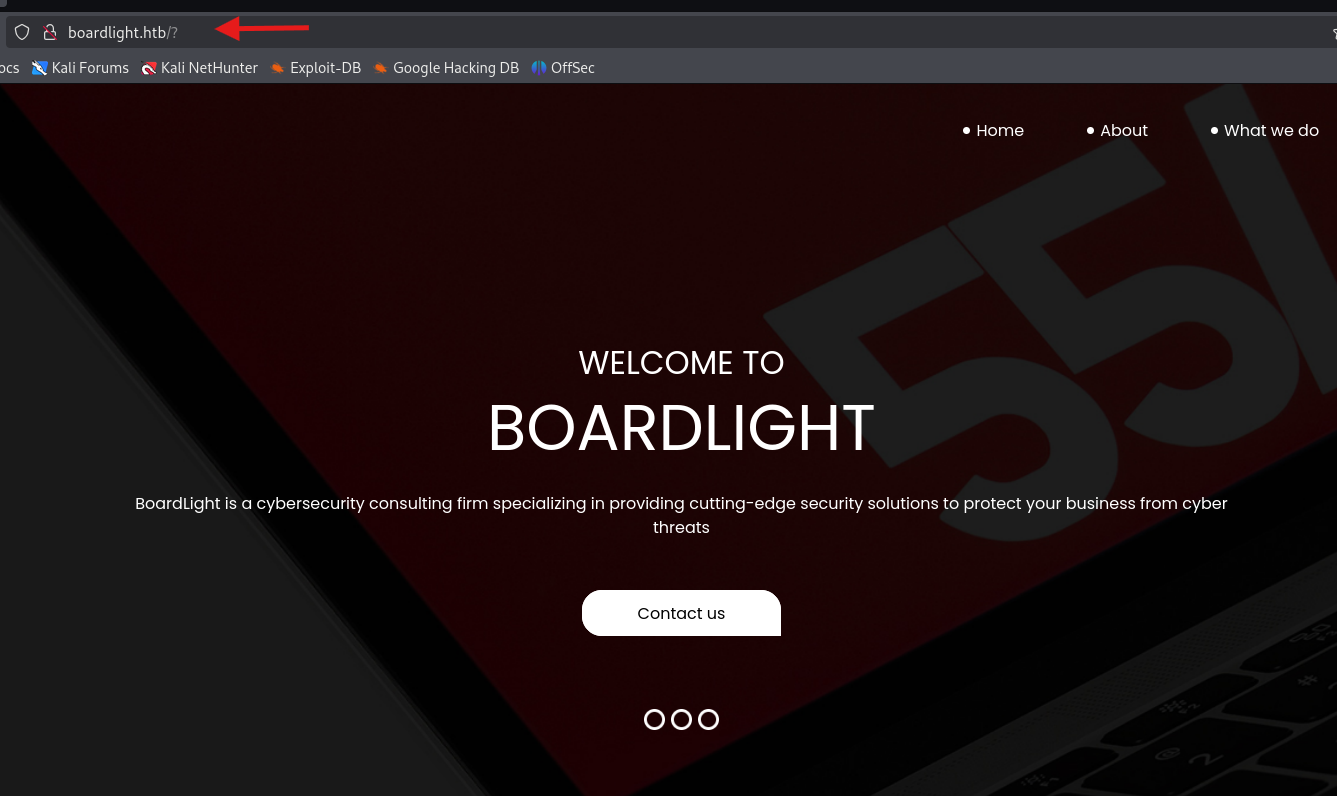 boardlight.htb/?
ocs Kali Forums Kali NetHunter Exploit-DB Google Hacking DB OffSec
Home About What we do
55/
WELCOME TO
BOARDLIGHT
BoardLight is a cybersecurity consulting firm specializing in providing cutting-edge security solutions to protect your business from cyber
threats
Contact us
#
2